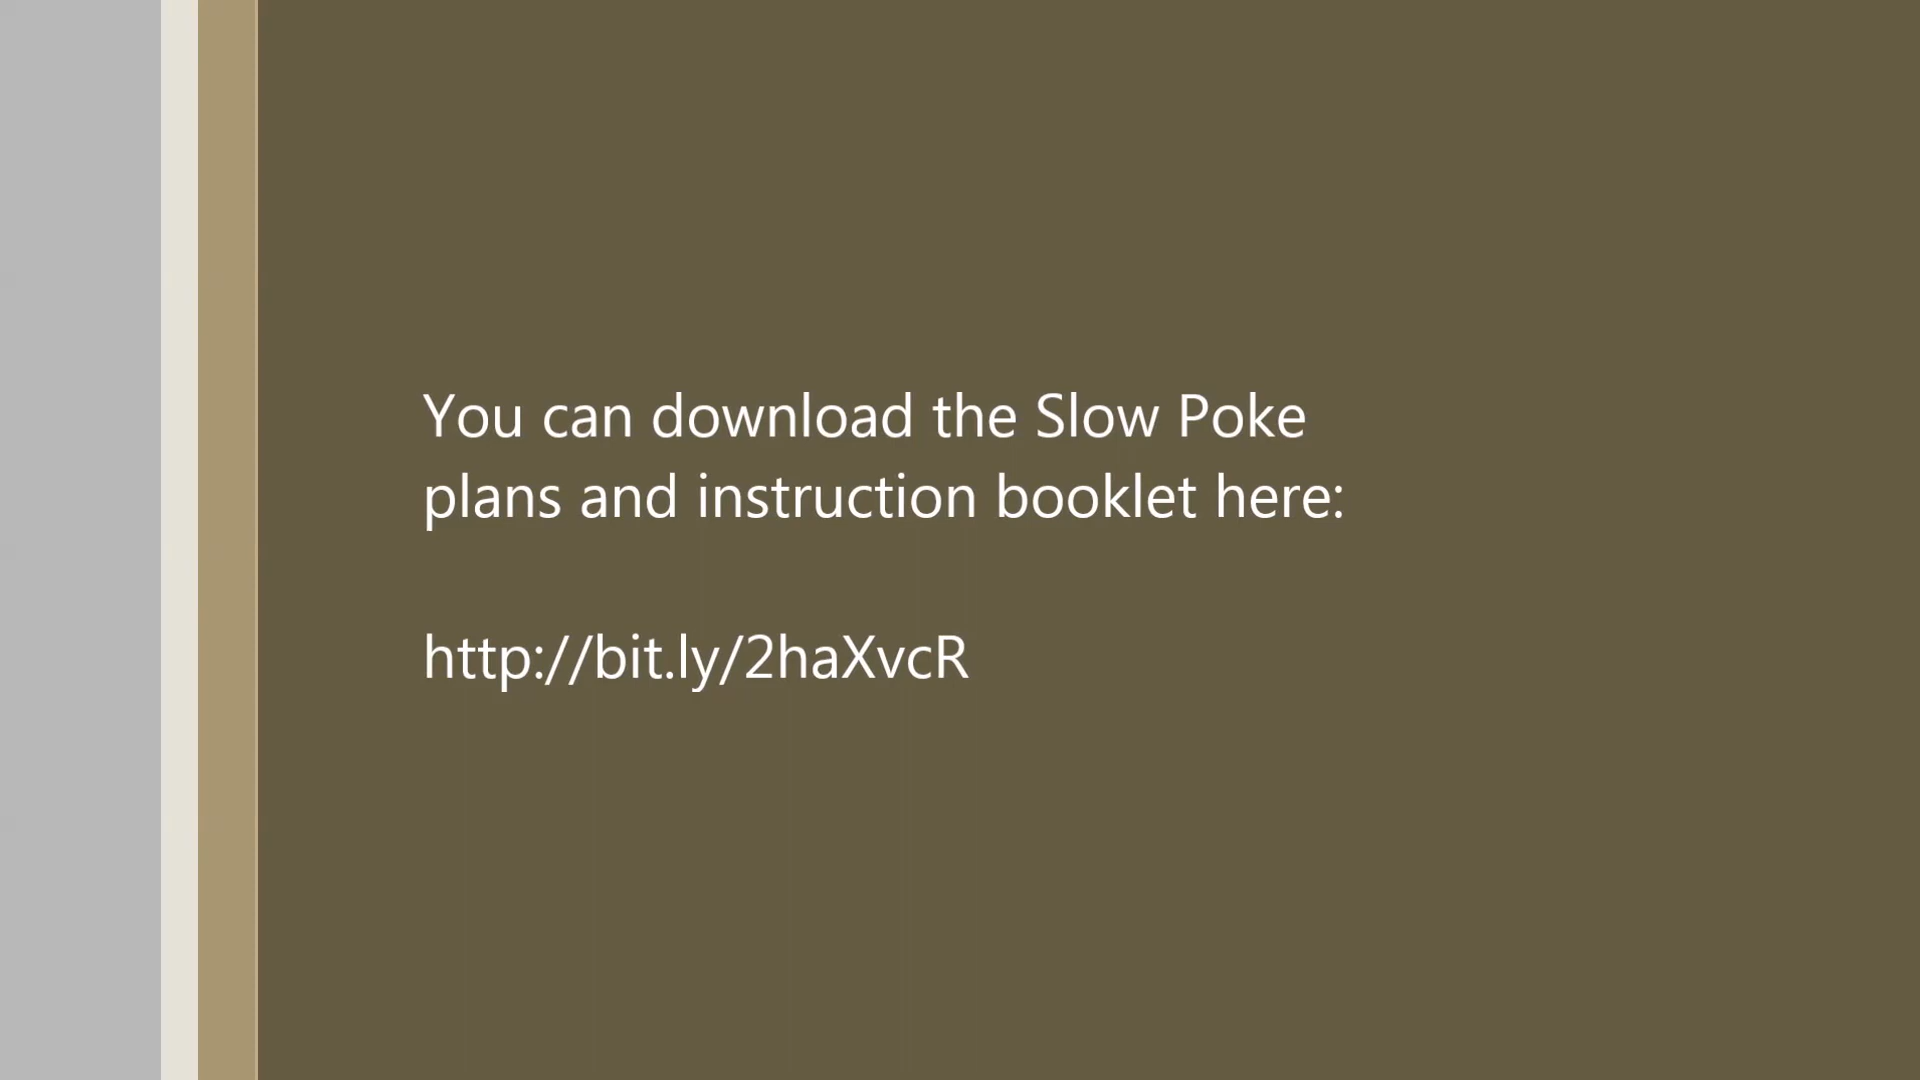 You can download the Slow Poke
plans and instruction booklet here:
http://bit.ly/2haXvcR